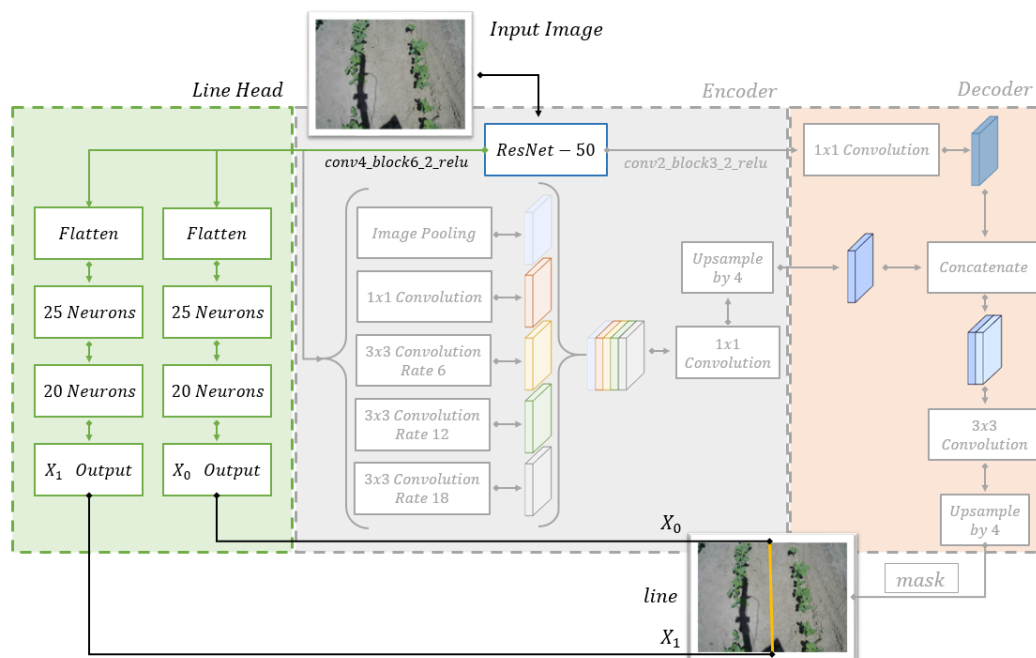 Input Image
Line Head
Encoder
Decoder
ResNet − 50
conv4_block6_2_relu
conv2_block3_2_relu
1x1 Convolution
Flatten
Flatten
Image Pooling
Upsample
by 4
Concatenate
25 Neurons
25 Neurons
1x1 Convolution
1x1
Convolution
3x3 Convolution
Rate 6
20 Neurons
20 Neurons
3x3 Convolution
Rate 12
3x3
Convolution
X₁ Output
X₀ Output
3x3 Convolution
Rate 18
Upsample
by 4
X₀
mask
line
X₁